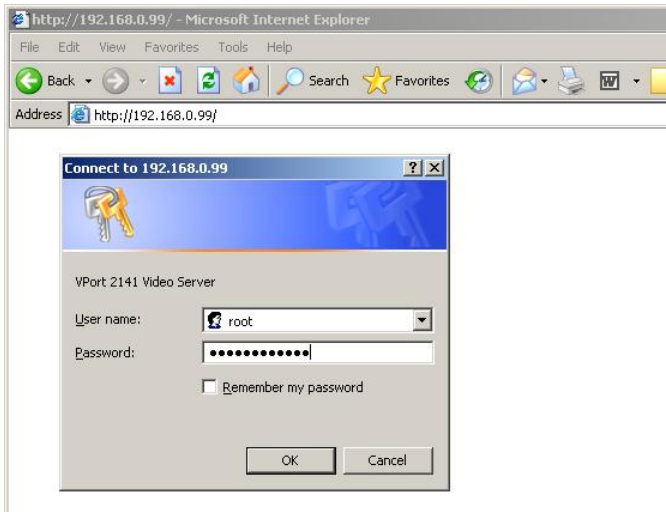 http://192.168.0.99/ - Microsoft Internet Explorer
File Edit View Favorites Tools Help
Back Search Favorites
Address http://192.168.0.99/
Connect to 192.168.0.99
VPort 2141 Video Server
User name: root
Password: ●●●●●●●●●●●●
Remember my password
OK Cancel